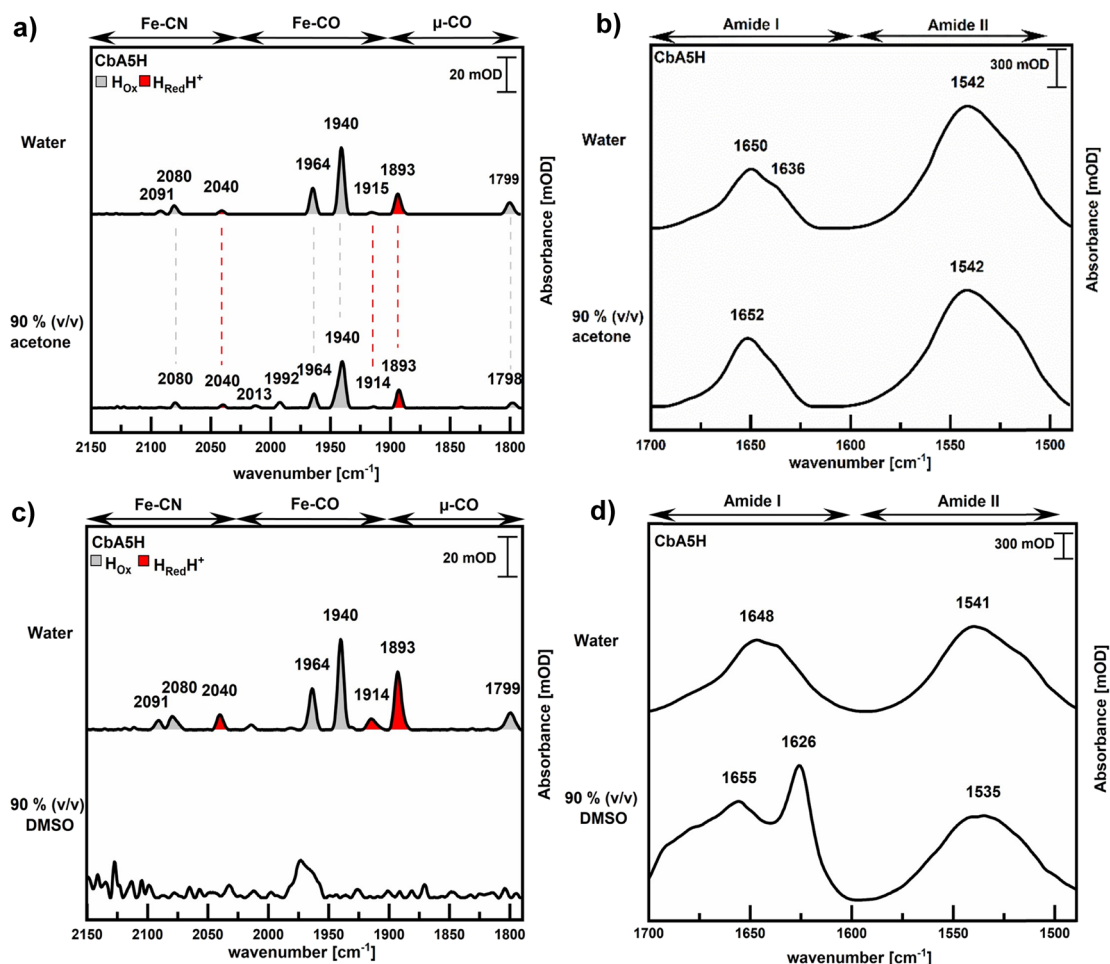 a)
Fe-CN
Fe-CO
µ-CO
CbA5H
H_Ox H_RedH⁺
20 mOD
Water
2091
2080
2040
1964
1940
1915
1893
1799
90 % (v/v)
acetone
2080
2040
2013
1992
1964
1940
1914
1893
1798
2150 2100 2050 2000 1950 1900 1850 1800
wavenumber [cm⁻¹]
Absorbance [mOD]
b)
Amide I
Amide II
CbA5H
300 mOD
Water
1650
1636
1542
90 % (v/v)
acetone
1652
1542
1700 1650 1600 1550 1500
wavenumber [cm⁻¹]
Absorbance [mOD]
c)
Fe-CN
Fe-CO
µ-CO
CbA5H
H_Ox H_RedH⁺
20 mOD
Water
2091
2080
2040
1964
1940
1914
1893
1799
90 % (v/v)
DMSO
2150 2100 2050 2000 1950 1900 1850 1800
wavenumber [cm⁻¹]
Absorbance [mOD]
d)
Amide I
Amide II
CbA5H
300 mOD
Water
1648
1541
90 % (v/v)
DMSO
1655
1626
1535
1700 1650 1600 1550 1500
wavenumber [cm⁻¹]
Absorbance [mOD]